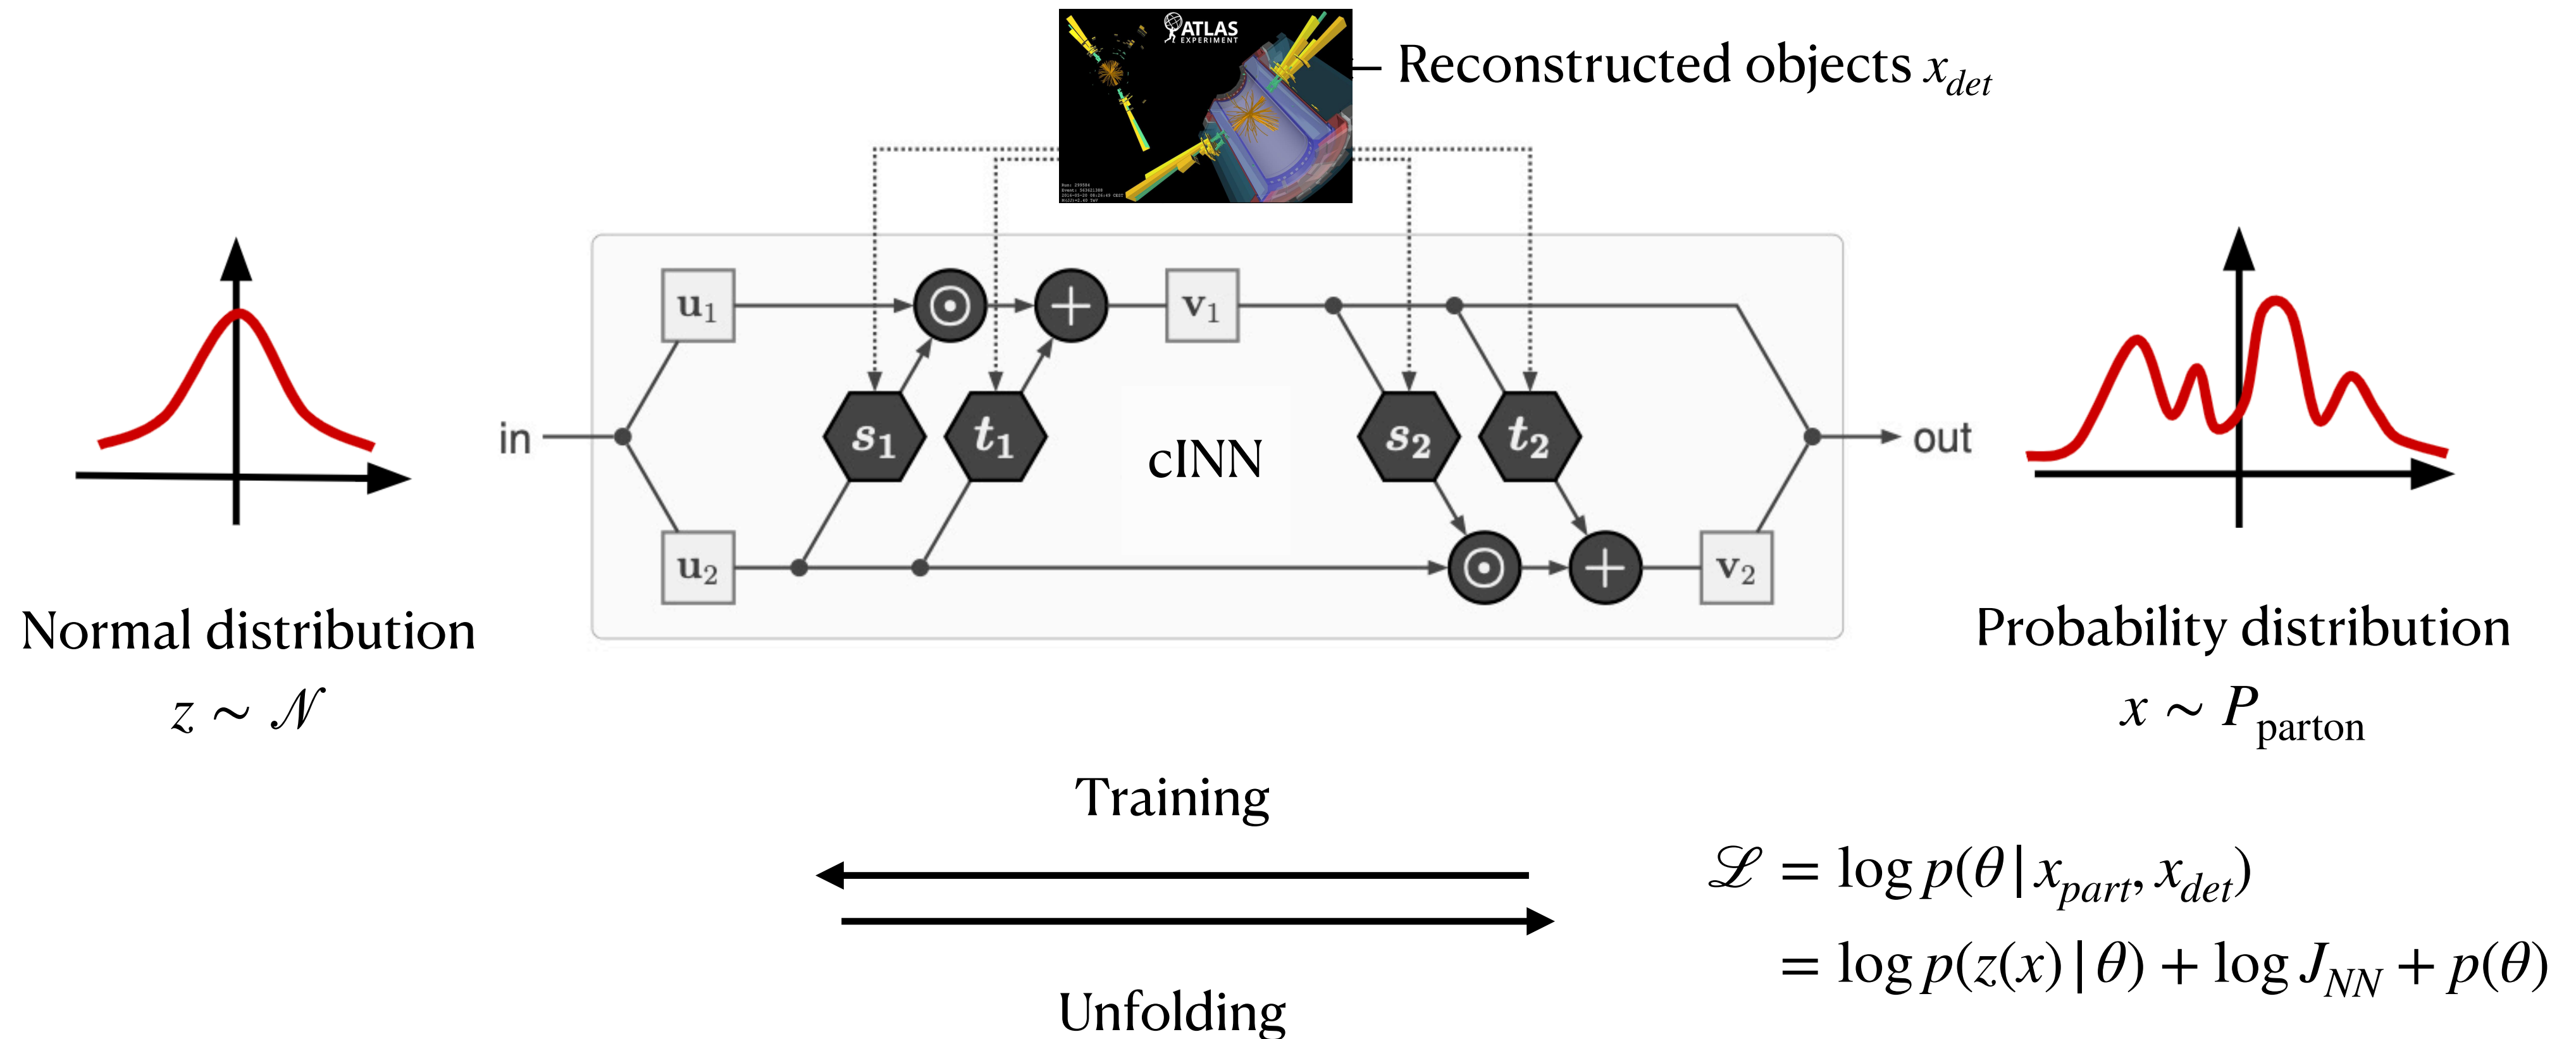 ATLAS
EXPERIMENT
Reconstructed objects x_det
u₁
v₁
in
s₁
t₁
cINN
s₂
t₂
out
u₂
v₂
Normal distribution
z ~ 𝒩
Probability distribution
x ~ P_parton
Training
Unfolding
ℒ = log p(θ | x_part, x_det)
= log p(z(x) | θ) + log J_NN + p(θ)